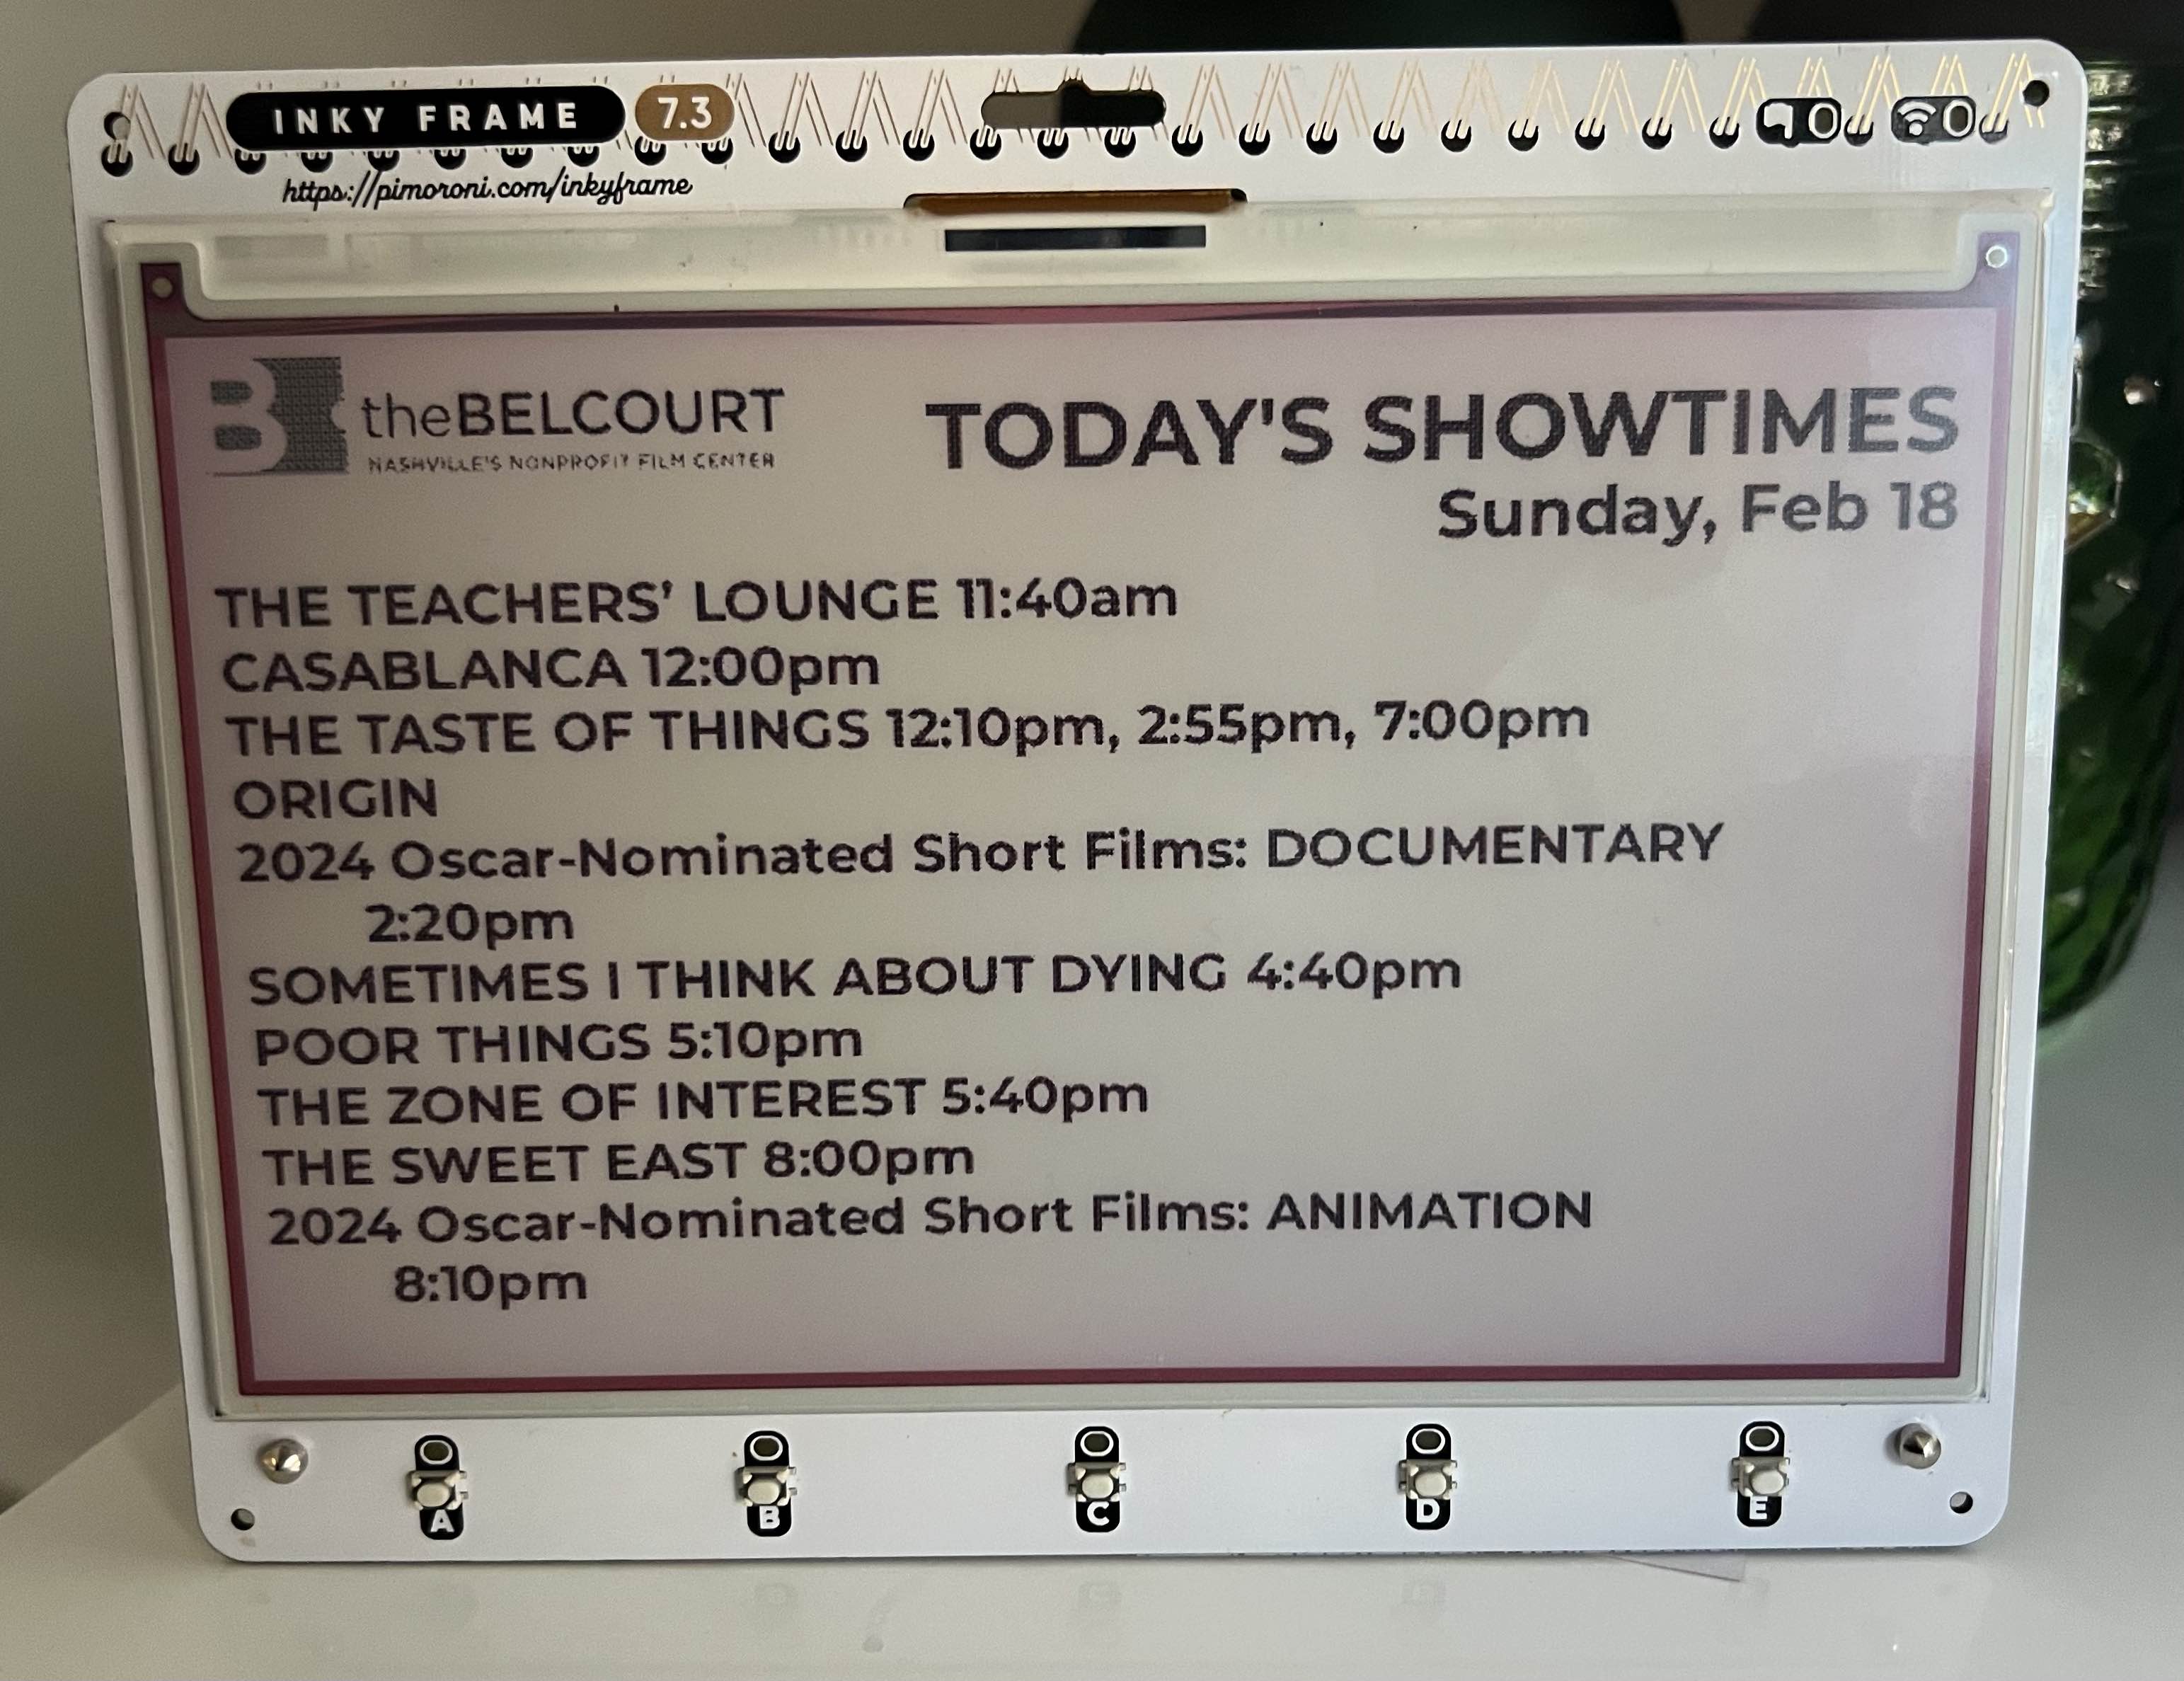 INKY FRAME 7.3
https://pimoroni.com/inkyframe
B theBELCOURT
NASHVILLE'S NONPROFIT FILM CENTER
TODAY'S SHOWTIMES
Sunday, Feb 18
THE TEACHERS' LOUNGE 11:40am
CASABLANCA 12:00pm
THE TASTE OF THINGS 12:10pm, 2:55pm, 7:00pm
ORIGIN
2024 Oscar-Nominated Short Films: DOCUMENTARY
2:20pm
SOMETIMES I THINK ABOUT DYING 4:40pm
POOR THINGS 5:10pm
THE ZONE OF INTEREST 5:40pm
THE SWEET EAST 8:00pm
2024 Oscar-Nominated Short Films: ANIMATION
8:10pm
A B C D E